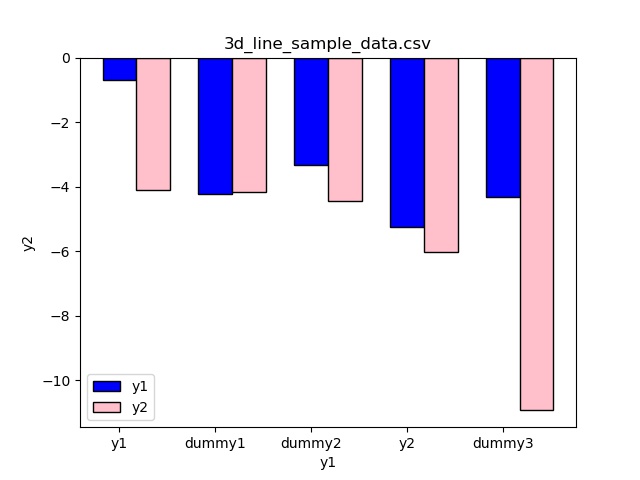 3d_line_sample_data.csv
0
−2
−4
−6
−8
−10
y2
y1
y2
y1
dummy1
dummy2
y2
dummy3
y1